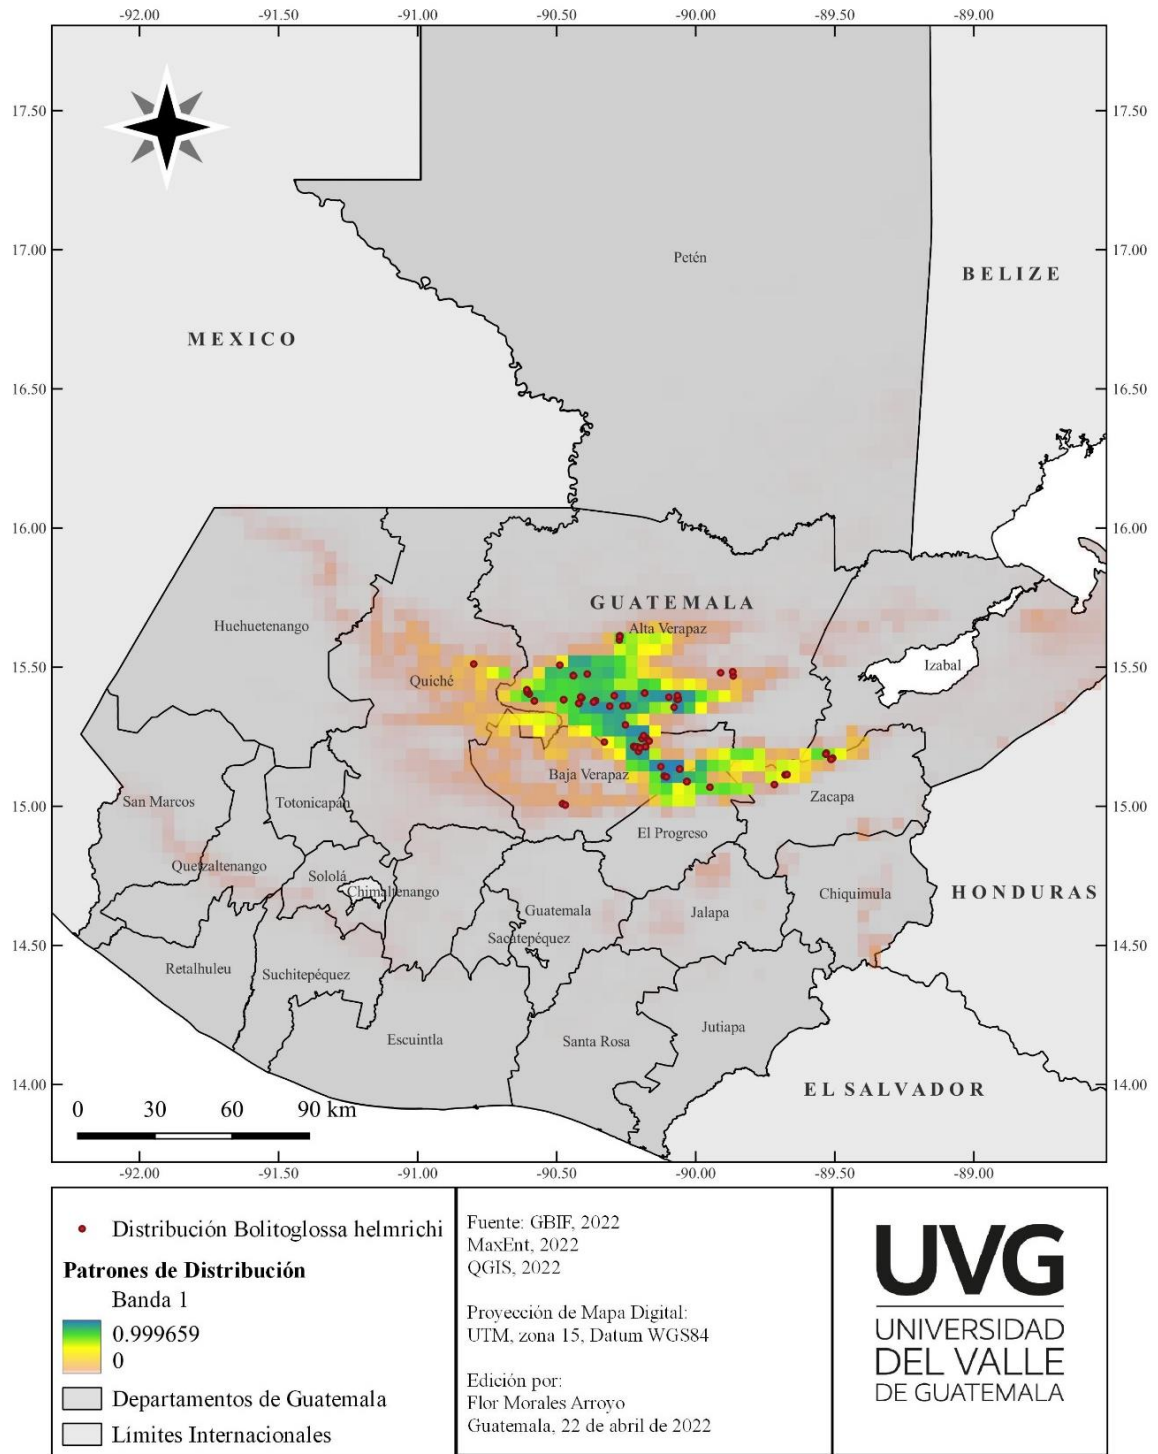 -92.00 -91.50 -91.00 -90.50 -90.00 -89.50 -89.00
17.50 17.50
17.00 17.00
Petén
BELIZE
MEXICO
16.50 16.50
16.00 16.00
GUATEMALA
Huehuetenango Alta Verapaz
15.50 Quiché Izabal 15.50
Baja Verapaz
San Marcos Totonicapán Zacapa
15.00 15.00
El Progreso
Quetzaltenango Sololá
Chimaltenango Chiquimula HONDURAS
Guatemala Jalapa
Sacatepéquez
14.50 14.50
Retalhuleu Suchitepéquez
Escuintla Santa Rosa Jutiapa
14.00 EL SALVADOR 14.00
0 30 60 90 km
-92.00 -91.50 -91.00 -90.50 -90.00 -89.50 -89.00
Distribución Bolitoglossa helmrichi
Patrones de Distribución
Banda 1
0.999659
0
Departamentos de Guatemala
Límites Internacionales
Fuente: GBIF, 2022
MaxEnt, 2022
QGIS, 2022
Proyección de Mapa Digital:
UTM, zona 15, Datum WGS84
Edición por:
Flor Morales Arroyo
Guatemala, 22 de abril de 2022
UVG
UNIVERSIDAD
DEL VALLE
DE GUATEMALA